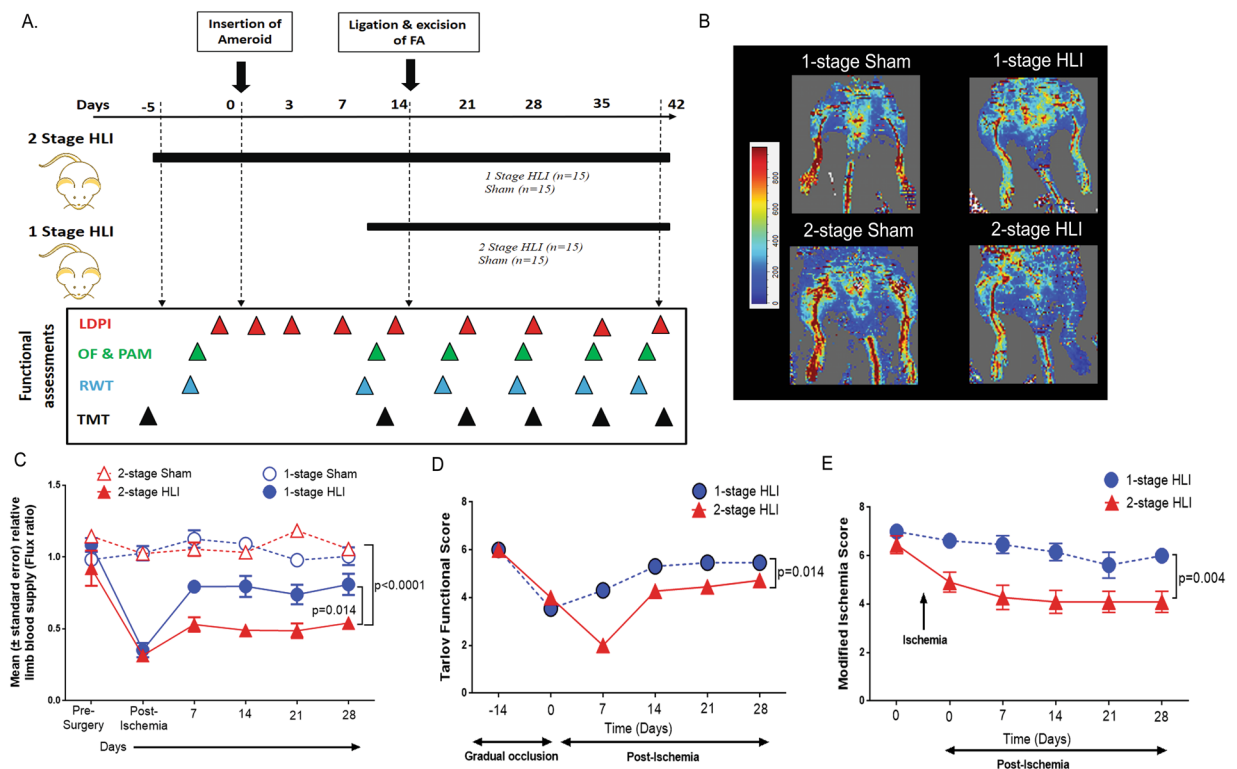 A.
Insertion of
Ameroid
Ligation & excision
of FA
Days -5 0 3 7 14 21 28 35 42
2 Stage HLI
1 Stage HLI (n=15)
Sham (n=15)
1 Stage HLI
2 Stage HLI (n=15)
Sham (n=15)
Functional
assessments
LDPI
OF & PAM
RWT
TMT
B
1-stage Sham 1-stage HLI
2-stage Sham 2-stage HLI
800
600
400
200
0
C
2-stage Sham 1-stage Sham
2-stage HLI 1-stage HLI
Mean (± standard error) relative
limb blood supply (Flux ratio)
1.5
1.0
0.5
0.0
p<0.0001
p=0.014
Pre-
Surgery
Post-
Ischemia
7 14 21 28
Days
D
1-stage HLI
2-stage HLI
Tarlov Functional Score
8
6
4
2
0
p=0.014
-14 0 7 14 21 28
Time (Days)
Gradual occlusion Post-Ischemia
E
1-stage HLI
2-stage HLI
Modified Ischemia Score
8
6
4
2
0
p=0.004
Ischemia
0 0 7 14 21 28
Time (Days)
Post-Ischemia